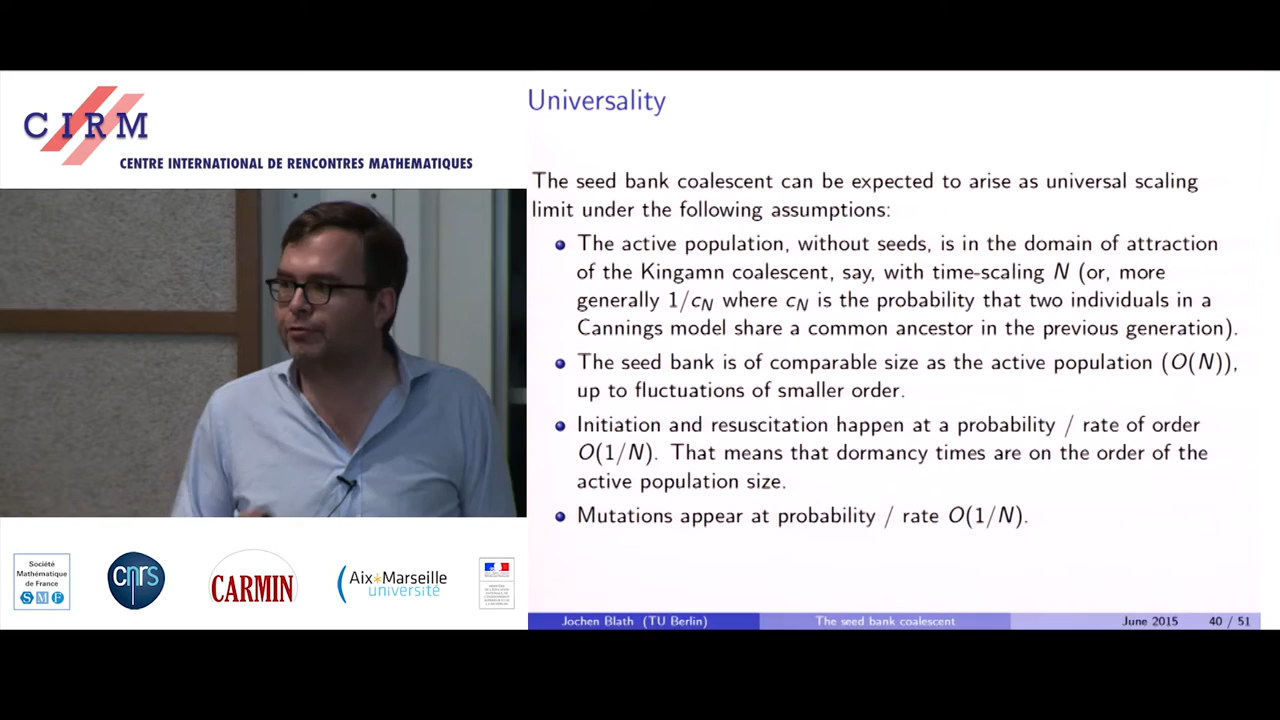 CIRM
CENTRE INTERNATIONAL DE RENCONTRES MATHEMATIQUES
Universality
The seed bank coalescent can be expected to arise as universal scaling
limit under the following assumptions:
The active population, without seeds, is in the domain of attraction
of the Kingamn coalescent, say, with time-scaling N (or, more
generally 1/c_N where c_N is the probability that two individuals in a
Cannings model share a common ancestor in the previous generation).
The seed bank is of comparable size as the active population (O(N)),
up to fluctuations of smaller order.
Initiation and resuscitation happen at a probability / rate of order
O(1/N). That means that dormancy times are on the order of the
active population size.
Mutations appear at probability / rate O(1/N).
Société
Mathématique
de France
SMF
cnrs
CARMIN
Aix*Marseille
université
Jochen Blath (TU Berlin)
The seed bank coalescent
June 2015
40 / 51